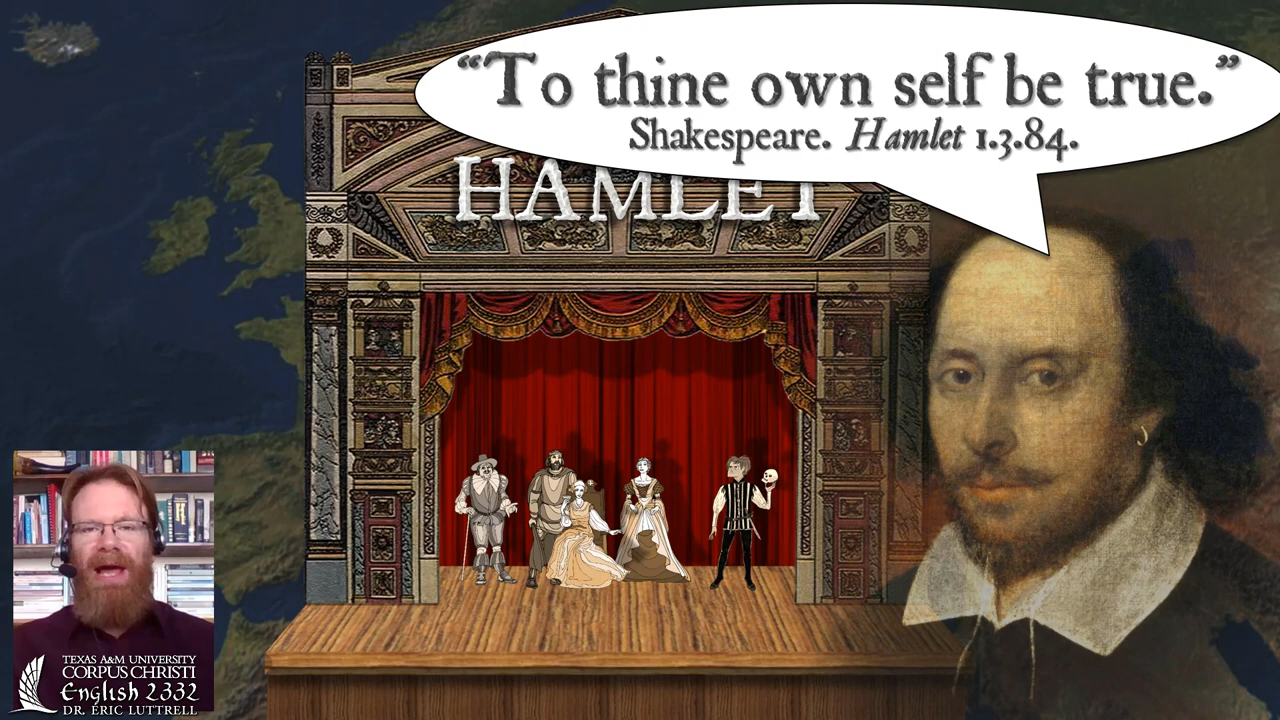 “To thine own self be true.”
Shakespeare. Hamlet 1.3.84.
HAMLET
TEXAS A&M UNIVERSITY
CORPUS CHRISTI
English 2332
DR. ERIC LUTTRELL